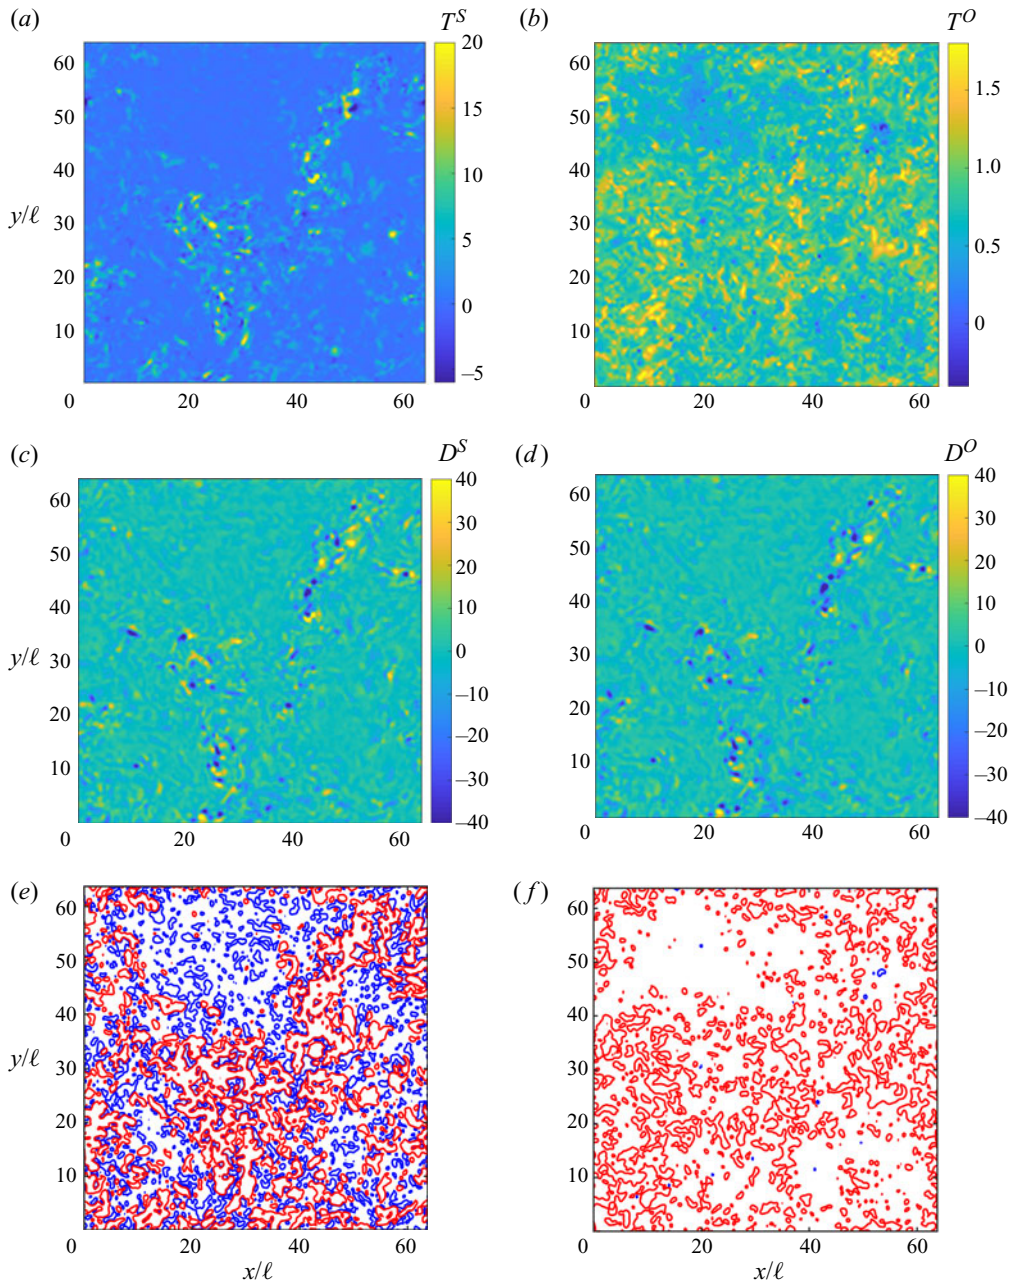 (a) T^S (b) T^O
60 20 60
50 15 50 1.5
40 10 40 1.0
y/ℓ 30 5 30 0.5
20 0 20 0
10 –5 10
0 20 40 60 0 20 40 60
(c) D^S (d) D^O
60 40 60 40
50 30 50 30
20 20
40 10 40 10
y/ℓ 30 0 30 0
20 –10 20 –10
–20 –20
10 –30 10 –30
–40 –40
0 20 40 60 0 20 40 60
(e) (f)
60 60
50 50
40 40
y/ℓ 30 30
20 20
10 10
0 20 40 60 0 20 40 60
x/ℓ x/ℓ